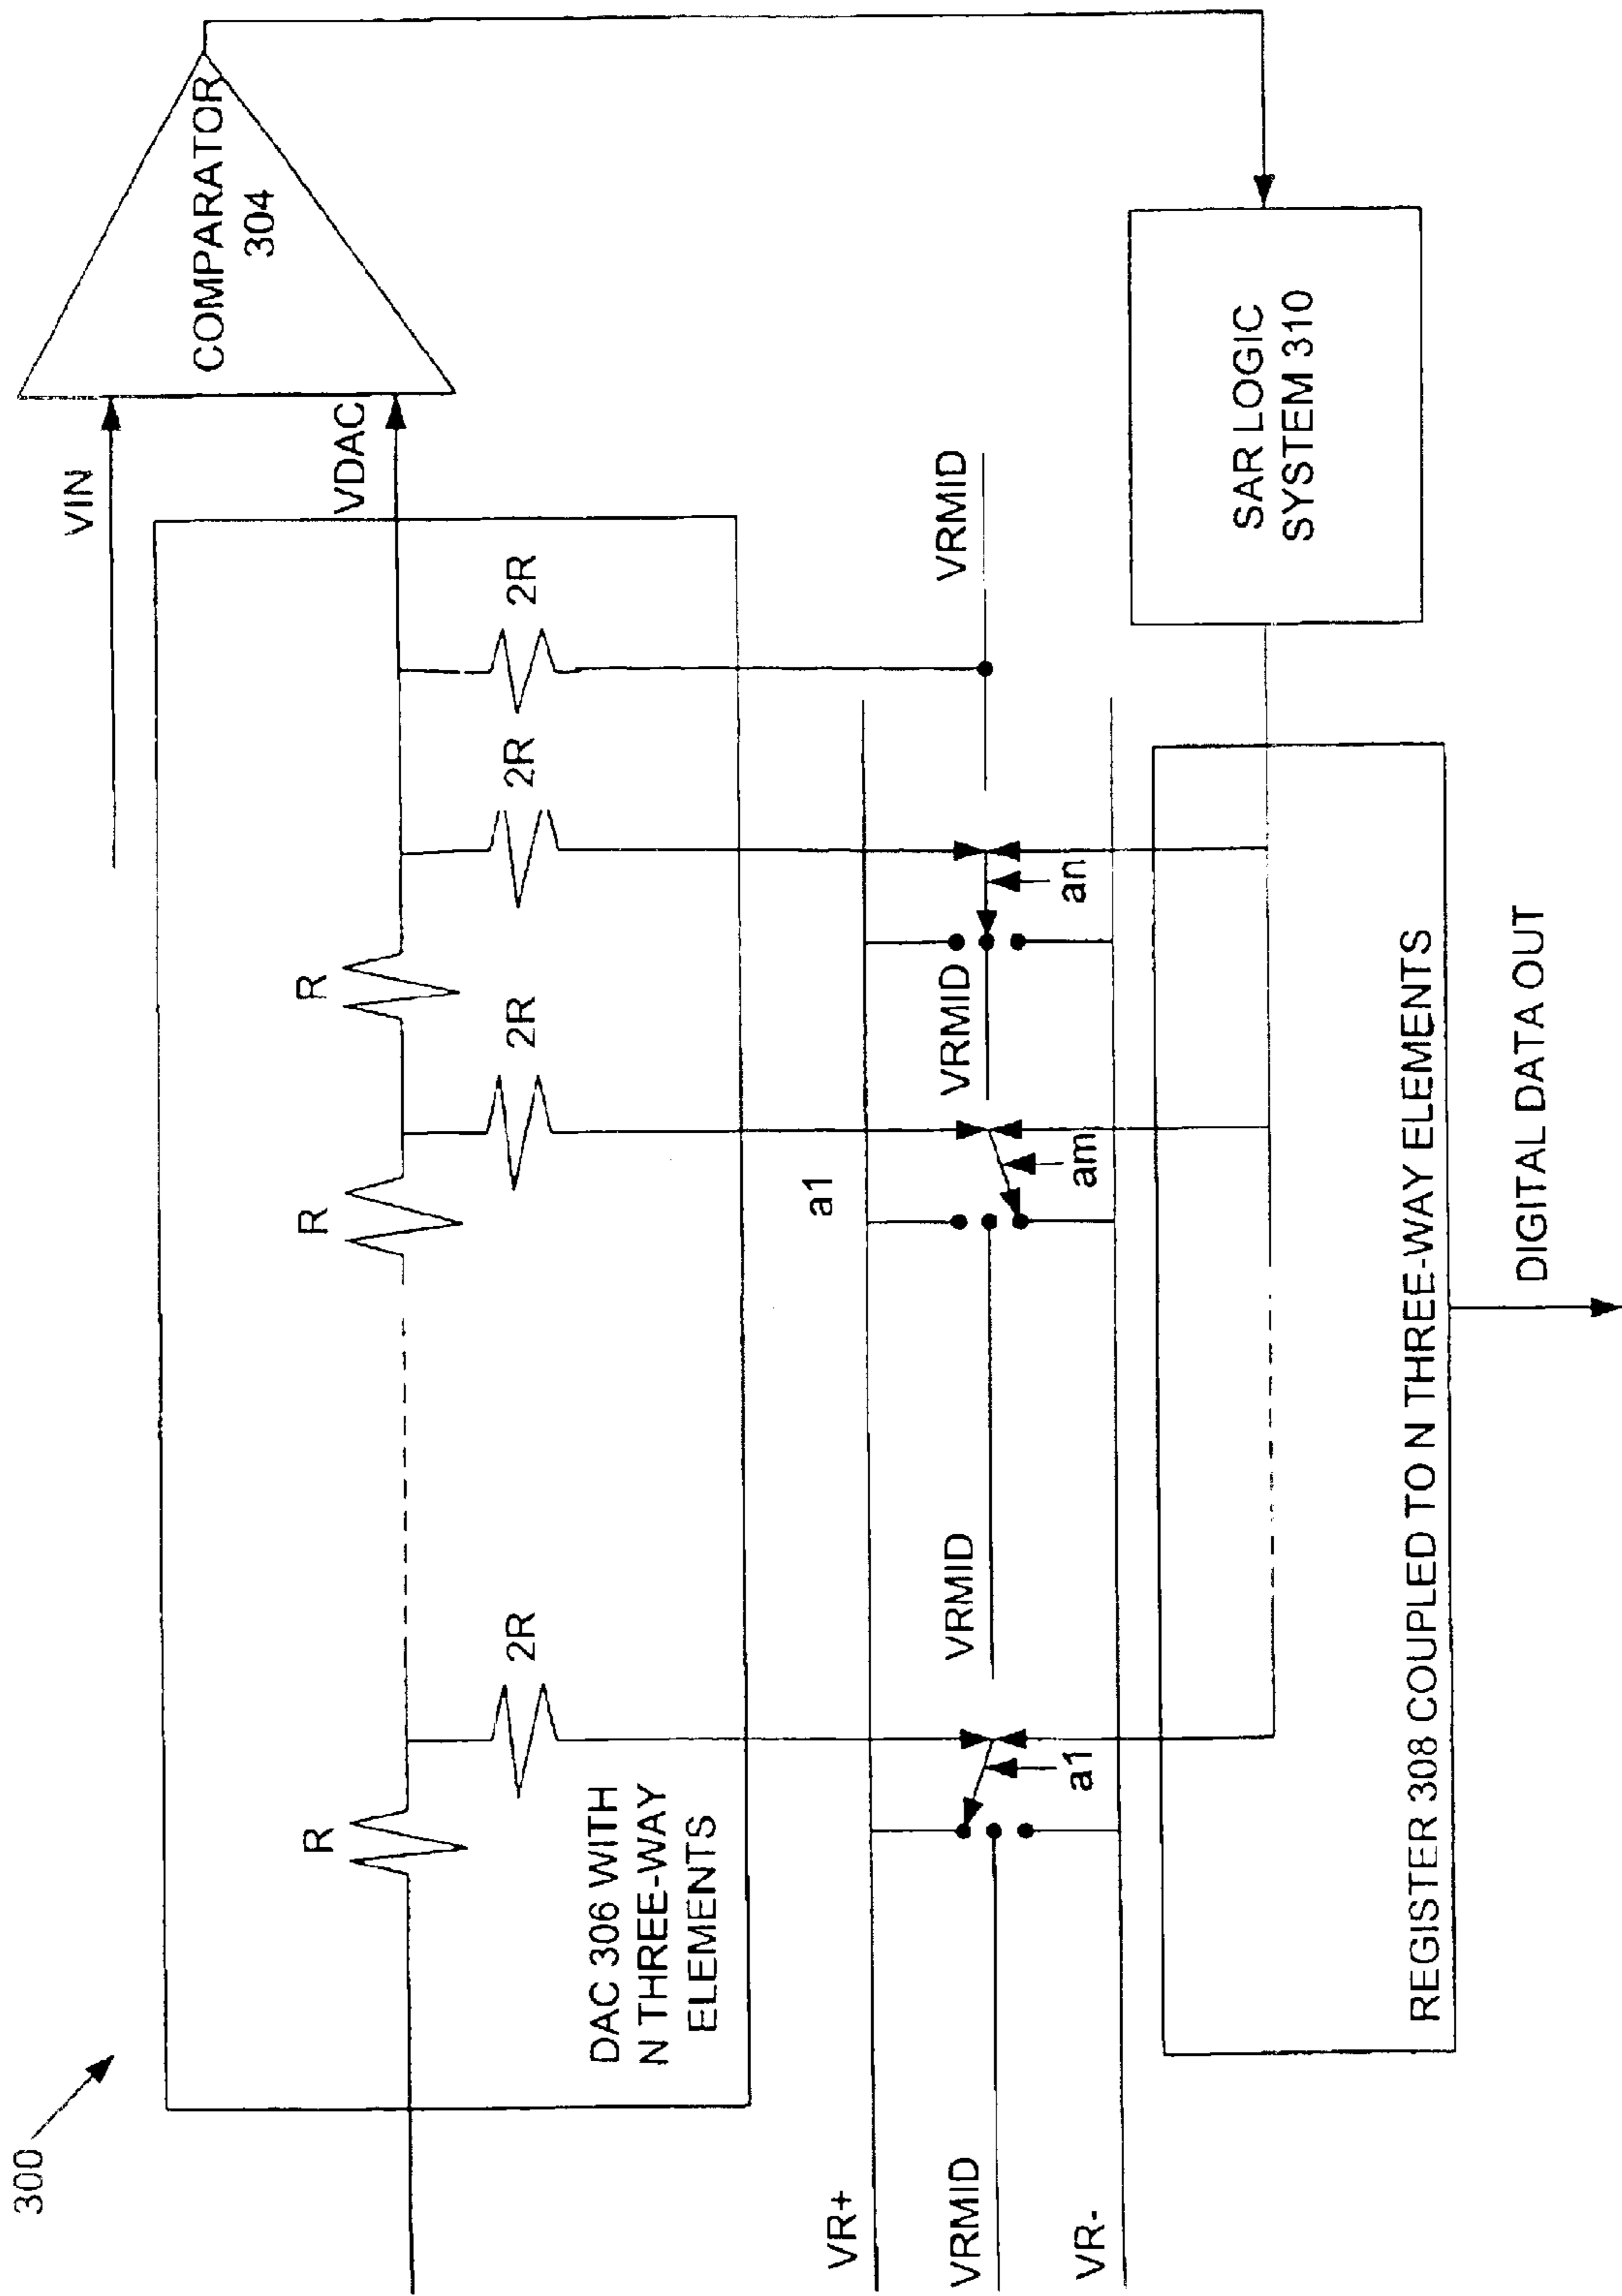 300
VIN
COMPARATOR
304
VDAC
R
R
R
2R
2R
2R
2R
DAC 306 WITH
N THREE-WAY
ELEMENTS
VR+
a1
VRMID
VRMID
VRMID
VRMID
a1
am
an
VR-
SAR LOGIC
SYSTEM 310
REGISTER 308 COUPLED TO N THREE-WAY ELEMENTS
DIGITAL DATA OUT